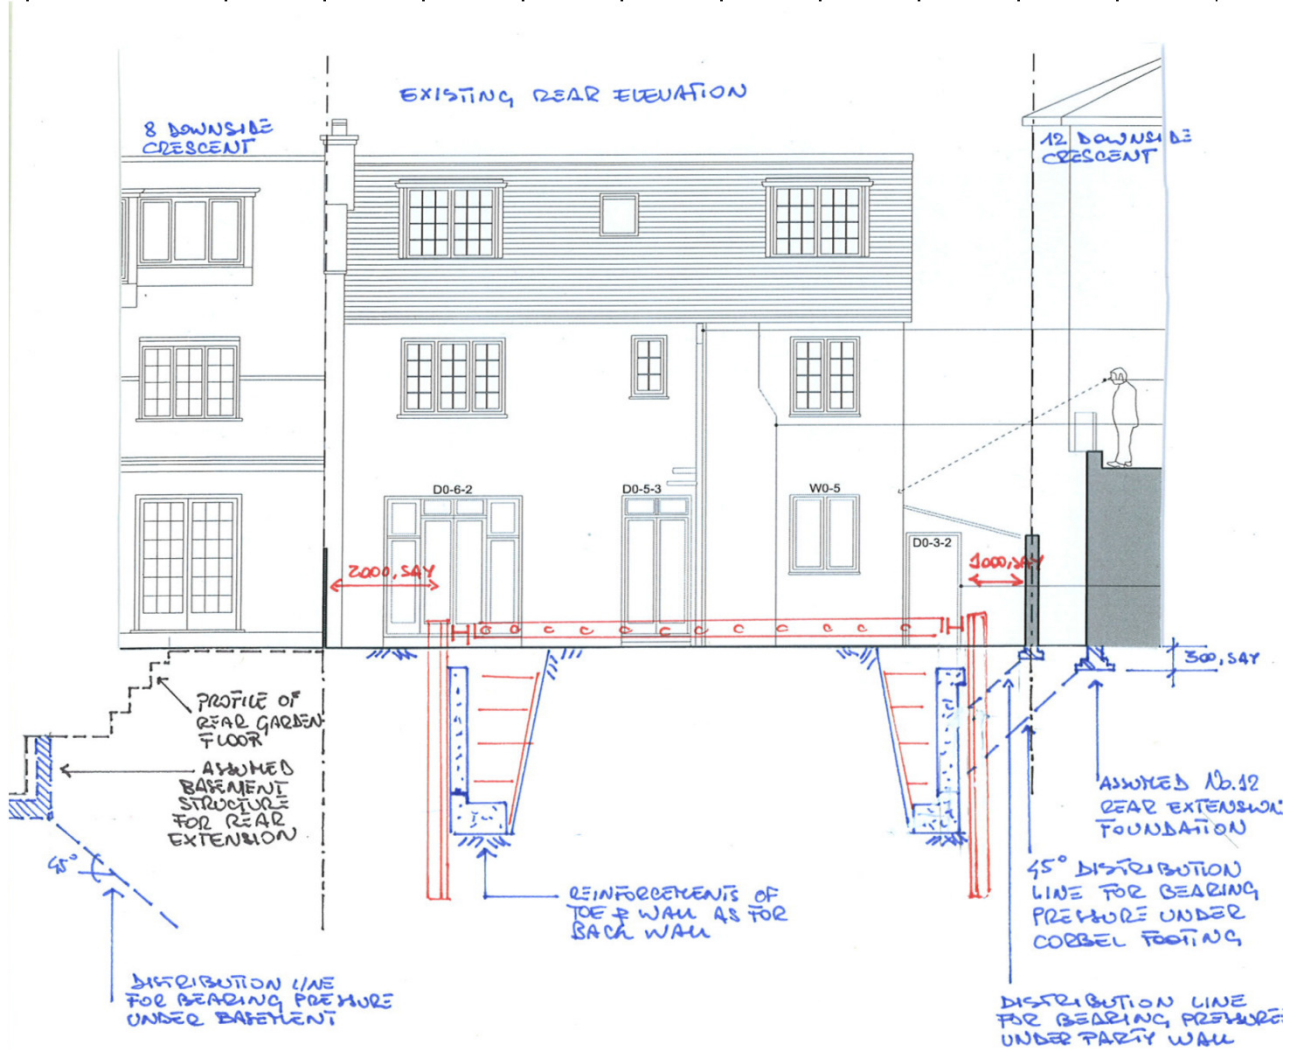 EXISTING REAR ELEVATION
8 DOWNSIDE
CRESCENT
12 DOWNSIDE
CRESCENT
D0-6-2
D0-5-3
W0-5
D0-3-2
2000, SAY
1000, SAY
300, SAY
PROFILE OF
REAR GARDEN
FLOOR
ASSUMED
BASEMENT
STRUCTURE
FOR REAR
EXTENSION
45°
ASSUMED No.12
REAR EXTENSION
FOUNDATION
45° DISTRIBUTION
LINE FOR BEARING
PRESSURE UNDER
CORBEL FOOTING
REINFORCEMENTS OF
TOE & WALL AS FOR
BACK WALL
DISTRIBUTION LINE
FOR BEARING PRESSURE
UNDER BASEMENT
DISTRIBUTION LINE
FOR BEARING PRESSURE
UNDER PARTY WALL